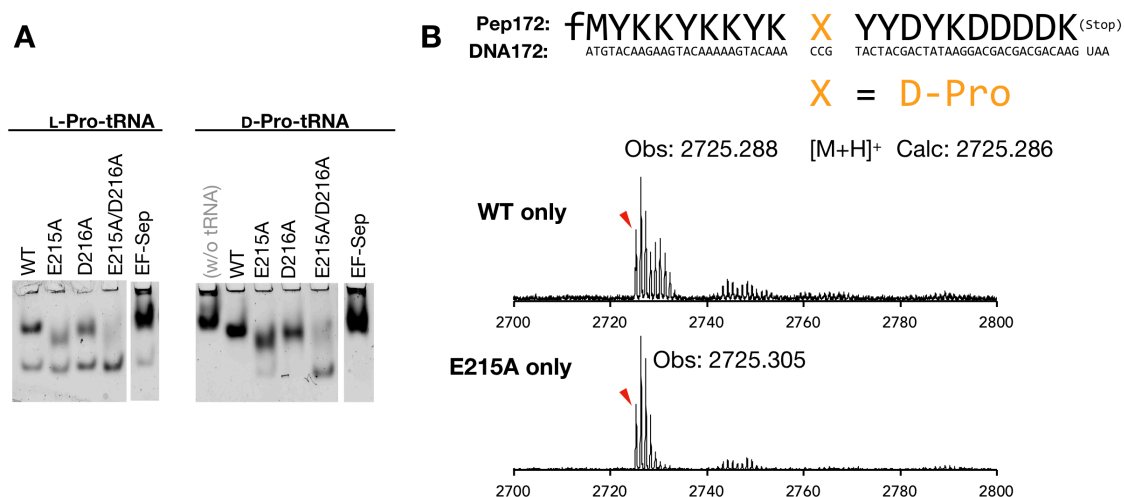 A
L-Pro-tRNA
D-Pro-tRNA
WT
E215A
D216A
E215A/D216A
EF-Sep
(w/o tRNA)
WT
E215A
D216A
E215A/D216A
EF-Sep
B
Pep172: fMYKKYKKYK X YYDYKDDDDK(Stop)
DNA172: ATGTACAAGAAGTACAAAAAGTACAAA CCG TACTACGACTATAAGGACGACGACGACAAG UAA
X = D-Pro
Obs: 2725.288 [M+H]+ Calc: 2725.286
WT only
2700 2720 2740 2760 2780 2800
E215A only
Obs: 2725.305
2700 2720 2740 2760 2780 2800